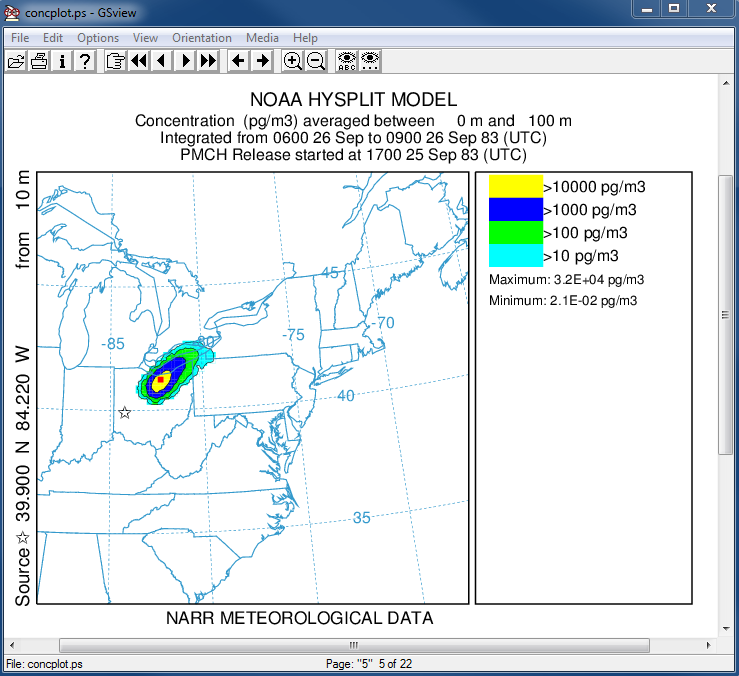 concplot.ps - GSview
File Edit Options View Orientation Media Help
NOAA HYSPLIT MODEL
Concentration (pg/m3) averaged between 0 m and 100 m
Integrated from 0600 26 Sep to 0900 26 Sep 83 (UTC)
PMCH Release started at 1700 25 Sep 83 (UTC)
Source ☆ 39.900 N 84.220 W from 10 m
45
-85
-80
-75
-70
40
35
>10000 pg/m3
>1000 pg/m3
>100 pg/m3
>10 pg/m3
Maximum: 3.2E+04 pg/m3
Minimum: 2.1E-02 pg/m3
NARR METEOROLOGICAL DATA
File: concplot.ps Page: "5" 5 of 22